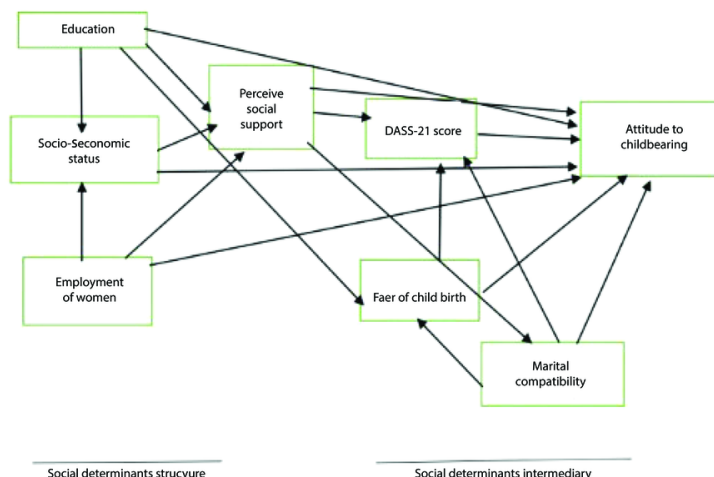 Education
Perceive
social
support
DASS-21 score
Attitude to
childbearing
Socio-Seconomic
status
Employment
of women
Faer of child birth
Marital
compatibility
Social determinants strucyure
Social determinants intermediary